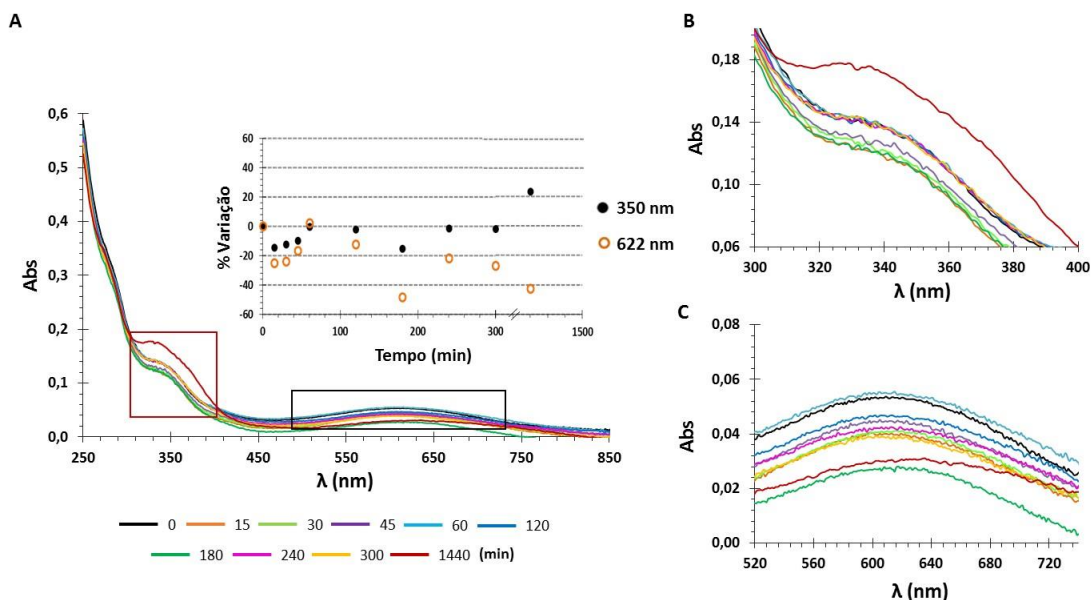 A
Abs
0,6
0,5
0,4
0,3
0,2
0,1
0,0
250 350 450 550 650 750 850
λ (nm)
% Variação
60
40
20
0
-20
-40
-60
0 100 200 300 1500
Tempo (min)
350 nm
622 nm
0 15 30 45 60 120
180 240 300 1440 (min)
B
Abs
0,18
0,14
0,10
0,06
300 320 340 360 380 400
λ (nm)
C
Abs
0,08
0,06
0,04
0,02
0,00
520 560 600 640 680 720
λ (nm)